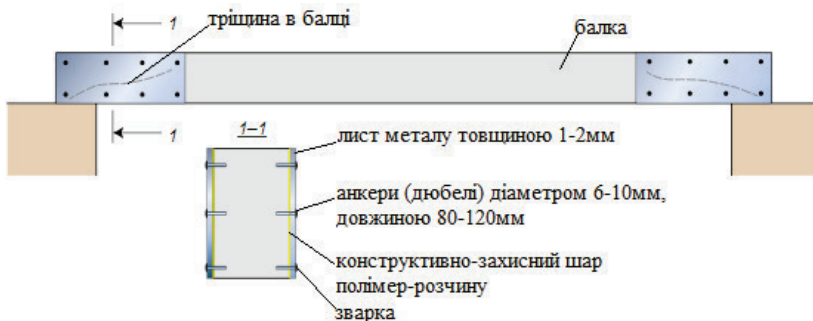 1
тріщина в балці
балка
1
1–1
лист металу товщиною 1-2мм
анкери (дюбелі) діаметром 6-10мм,
довжиною 80-120мм
конструктивно-захисний шар
полімер-розчину
зварка